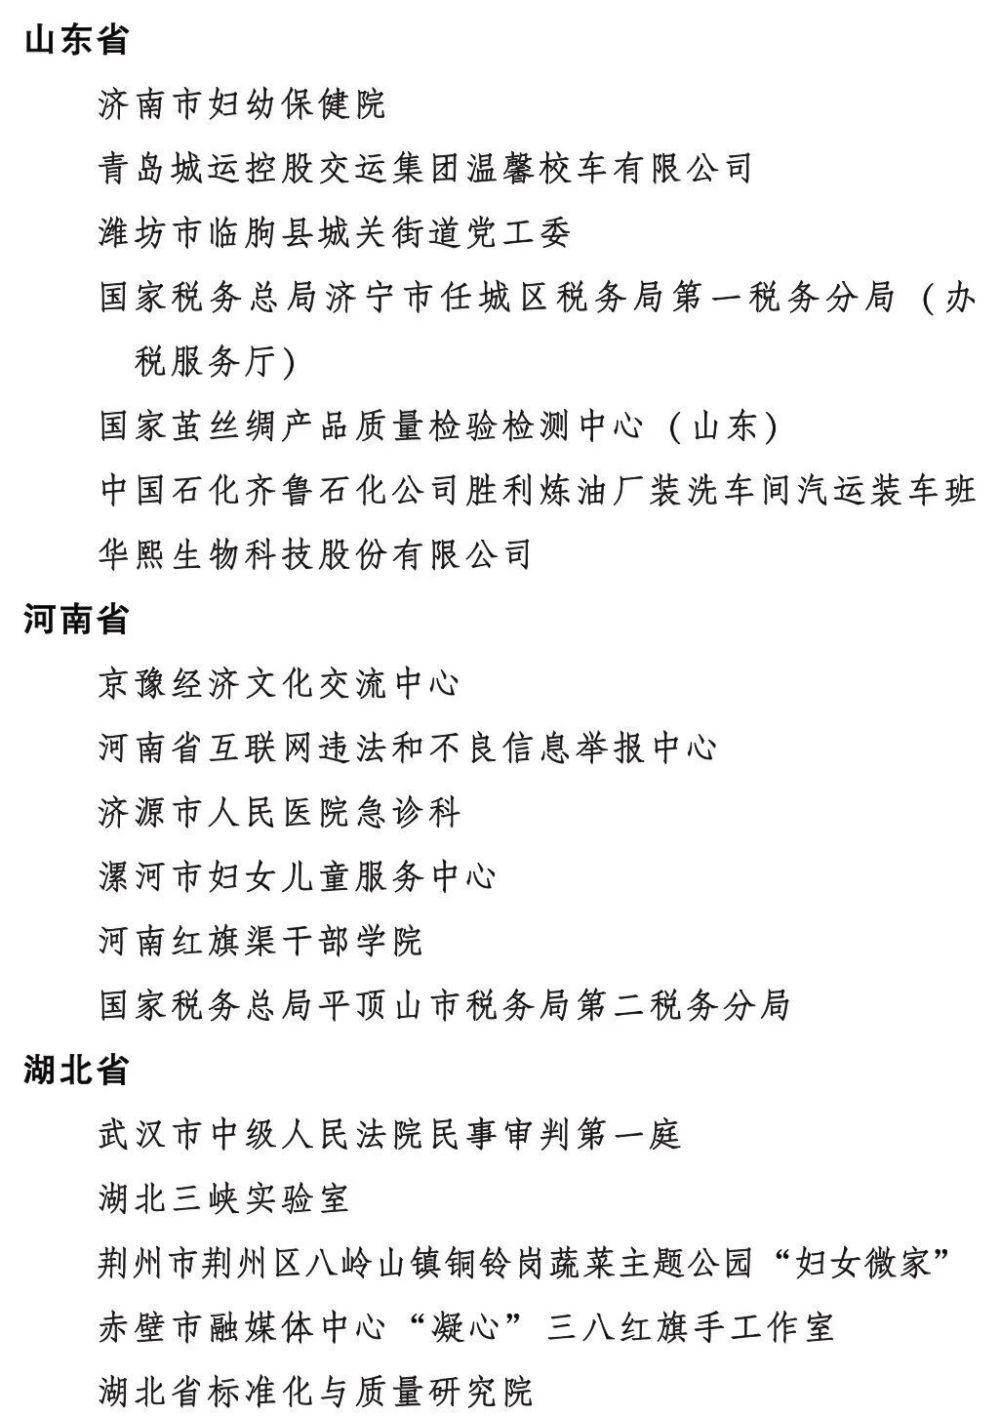 山东省
济南市妇幼保健院
青岛城运控股交运集团温馨校车有限公司
潍坊市临朐县城关街道党工委
国家税务总局济宁市任城区税务局第一税务分局（办
税服务厅）
国家茧丝绸产品质量检验检测中心（山东）
中国石化齐鲁石化公司胜利炼油厂装洗车间汽运装车班
华熙生物科技股份有限公司
河南省
京豫经济文化交流中心
河南省互联网违法和不良信息举报中心
济源市人民医院急诊科
漯河市妇女儿童服务中心
河南红旗渠干部学院
国家税务总局平顶山市税务局第二税务分局
湖北省
武汉市中级人民法院民事审判第一庭
湖北三峡实验室
荆州市荆州区八岭山镇铜铃岗蔬菜主题公园“妇女微家”
赤壁市融媒体中心“凝心”三八红旗手工作室
湖北省标准化与质量研究院